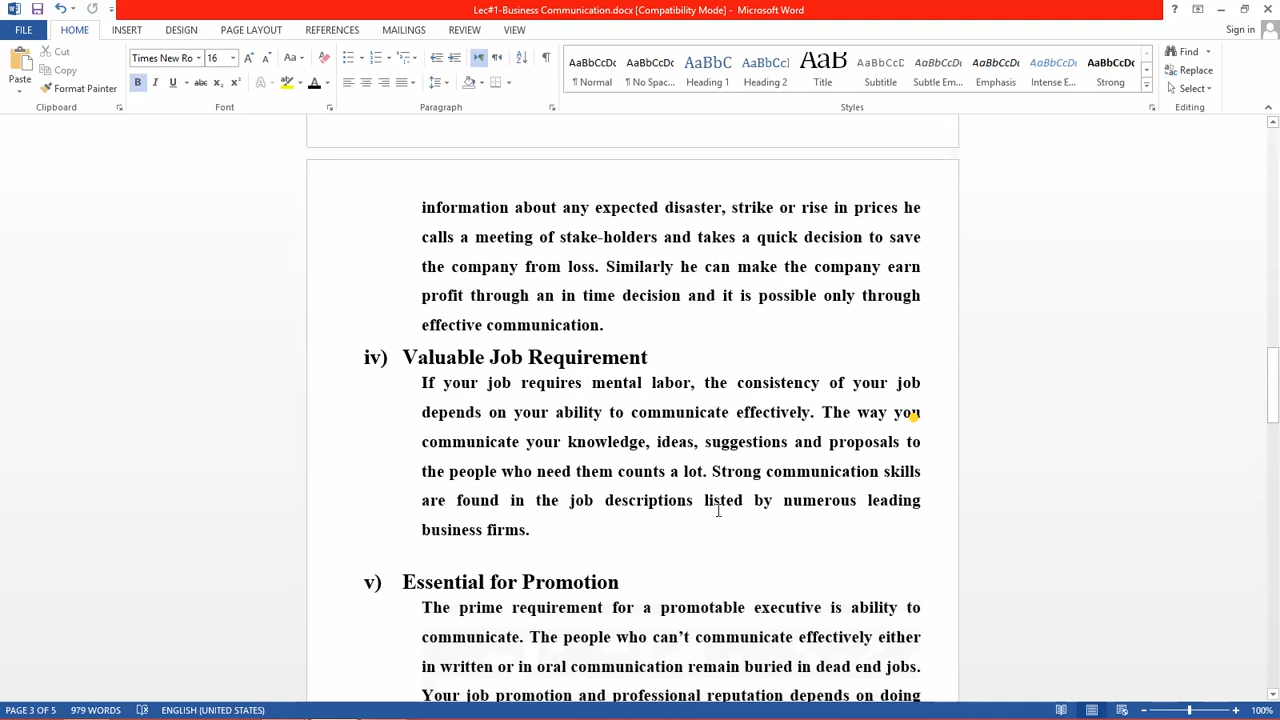 Lec#1-Business Communication.docx [Compatibility Mode] - Microsoft Word
Sign in
FILE HOME INSERT DESIGN PAGE LAYOUT REFERENCES MAILINGS REVIEW VIEW
Paste
Cut
Copy
Format Painter
Clipboard
Times New Ro 16
Font
Paragraph
AaBbCcDc AaBbCcDc AaBbC AaBbCcD AaB AaBbCcD AaBbCcDc AaBbCcDc AaBbCcDc AaBbCcDc
¶ Normal ¶ No Spac... Heading 1 Heading 2 Title Subtitle Subtle Em... Emphasis Intense E... Strong
Styles
Find
Replace
Select
Editing
information about any expected disaster, strike or rise in prices he
calls a meeting of stake-holders and takes a quick decision to save
the company from loss. Similarly he can make the company earn
profit through an in time decision and it is possible only through
effective communication.
iv) Valuable Job Requirement
If your job requires mental labor, the consistency of your job
depends on your ability to communicate effectively. The way you
communicate your knowledge, ideas, suggestions and proposals to
the people who need them counts a lot. Strong communication skills
are found in the job descriptions listed by numerous leading
business firms.
v) Essential for Promotion
The prime requirement for a promotable executive is ability to
communicate. The people who can’t communicate effectively either
in written or in oral communication remain buried in dead end jobs.
Your job promotion and professional reputation depends on doing
PAGE 3 OF 5 979 WORDS ENGLISH (UNITED STATES) 100%